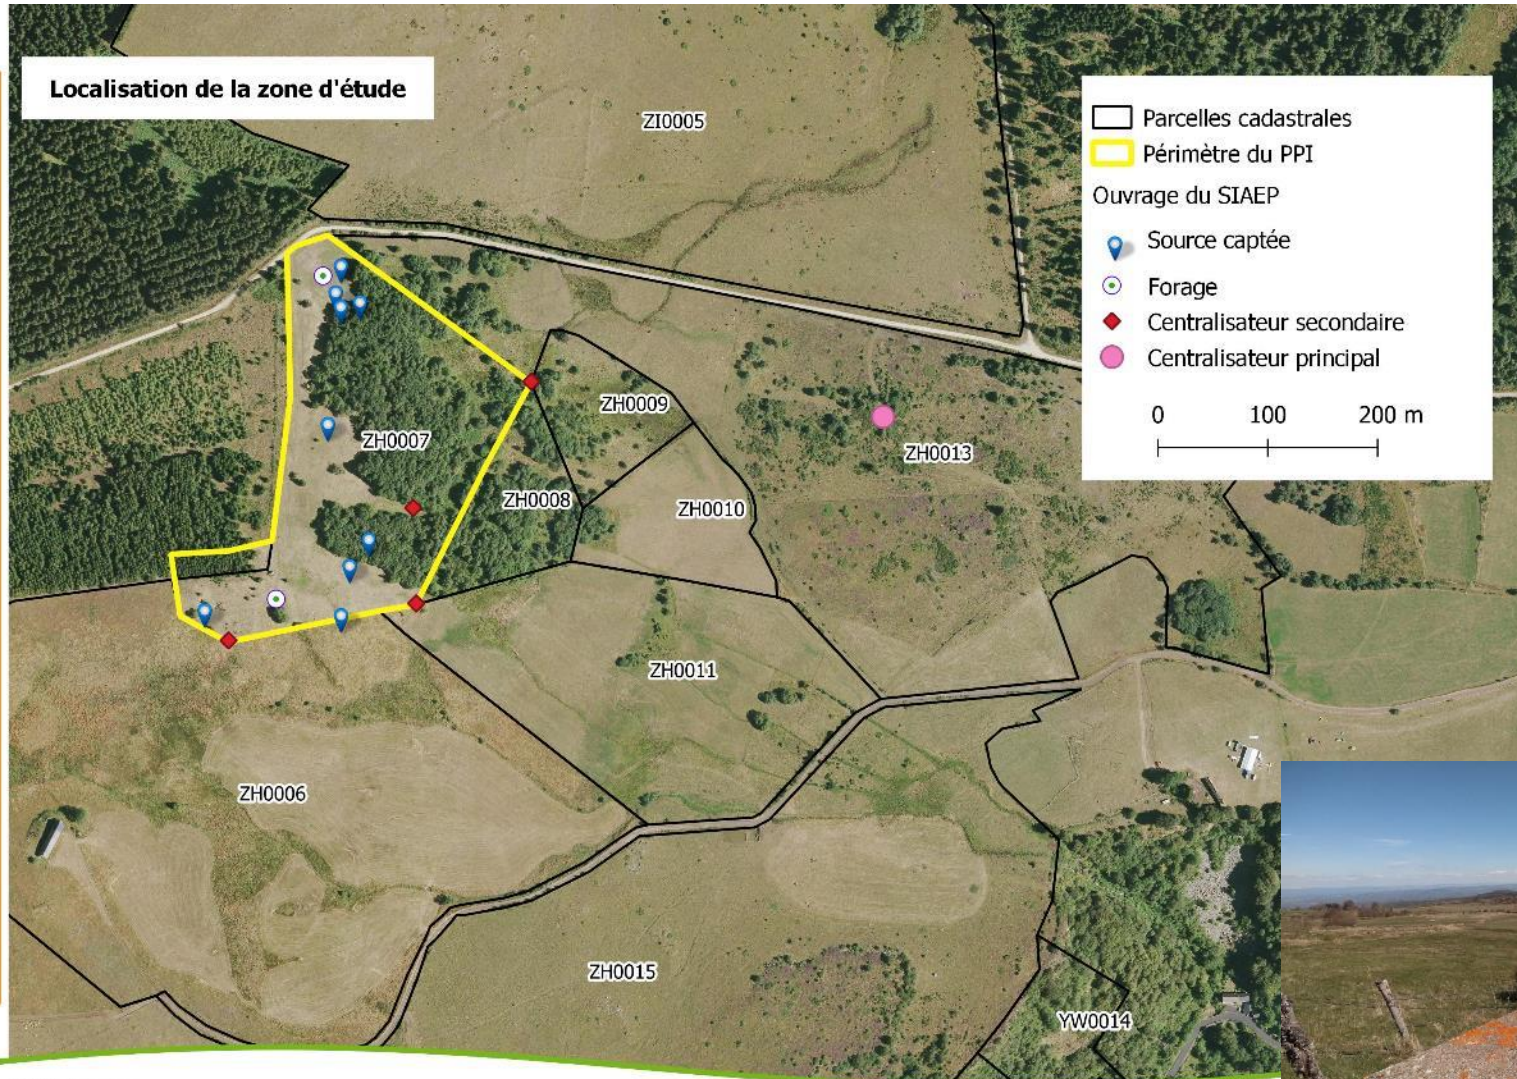 Localisation de la zone d'étude
Parcelles cadastrales
Périmètre du PPI
Ouvrage du SIAEP
Source captée
Forage
Centralisateur secondaire
Centralisateur principal
0 100 200 m
ZI0005
ZH0009
ZH0007
ZH0013
ZH0008
ZH0010
ZH0011
ZH0006
ZH0015
YW0014